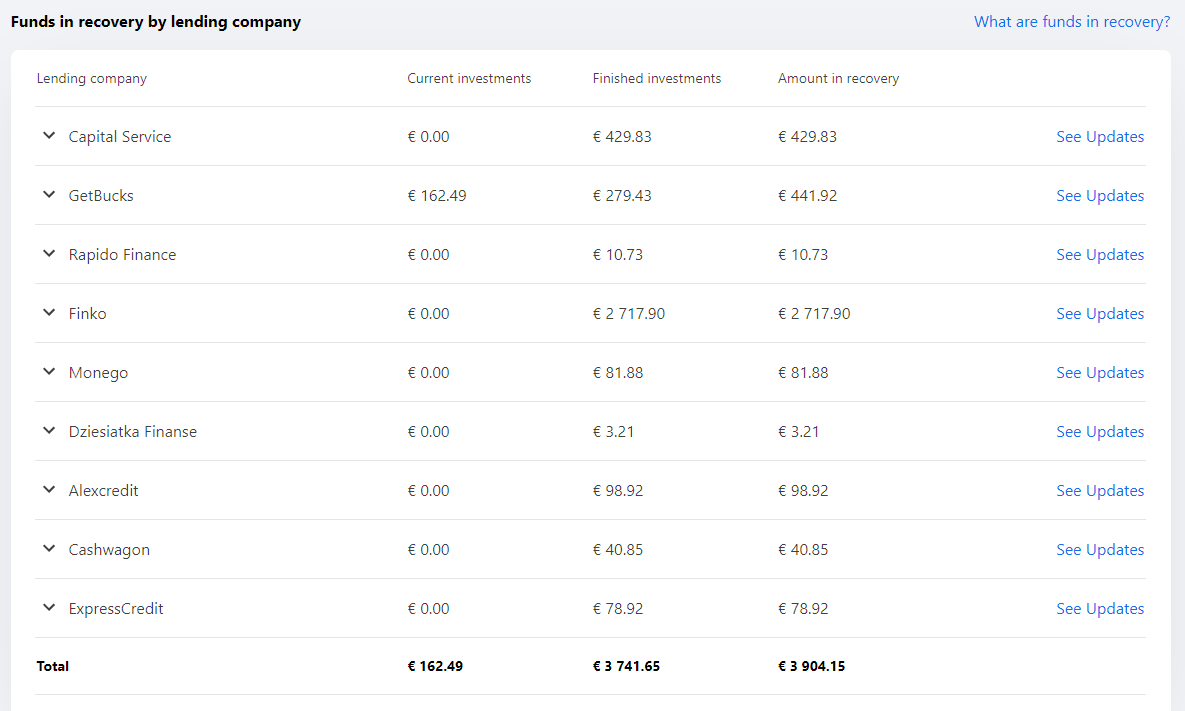 Funds in recovery by lending company What are funds in recovery?
Lending company Current investments Finished investments Amount in recovery
Capital Service € 0.00 € 429.83 € 429.83 See Updates
GetBucks € 162.49 € 279.43 € 441.92 See Updates
Rapido Finance € 0.00 € 10.73 € 10.73 See Updates
Finko € 0.00 € 2 717.90 € 2 717.90 See Updates
Monego € 0.00 € 81.88 € 81.88 See Updates
Dziesiatka Finanse € 0.00 € 3.21 € 3.21 See Updates
Alexcredit € 0.00 € 98.92 € 98.92 See Updates
Cashwagon € 0.00 € 40.85 € 40.85 See Updates
ExpressCredit € 0.00 € 78.92 € 78.92 See Updates
Total € 162.49 € 3 741.65 € 3 904.15